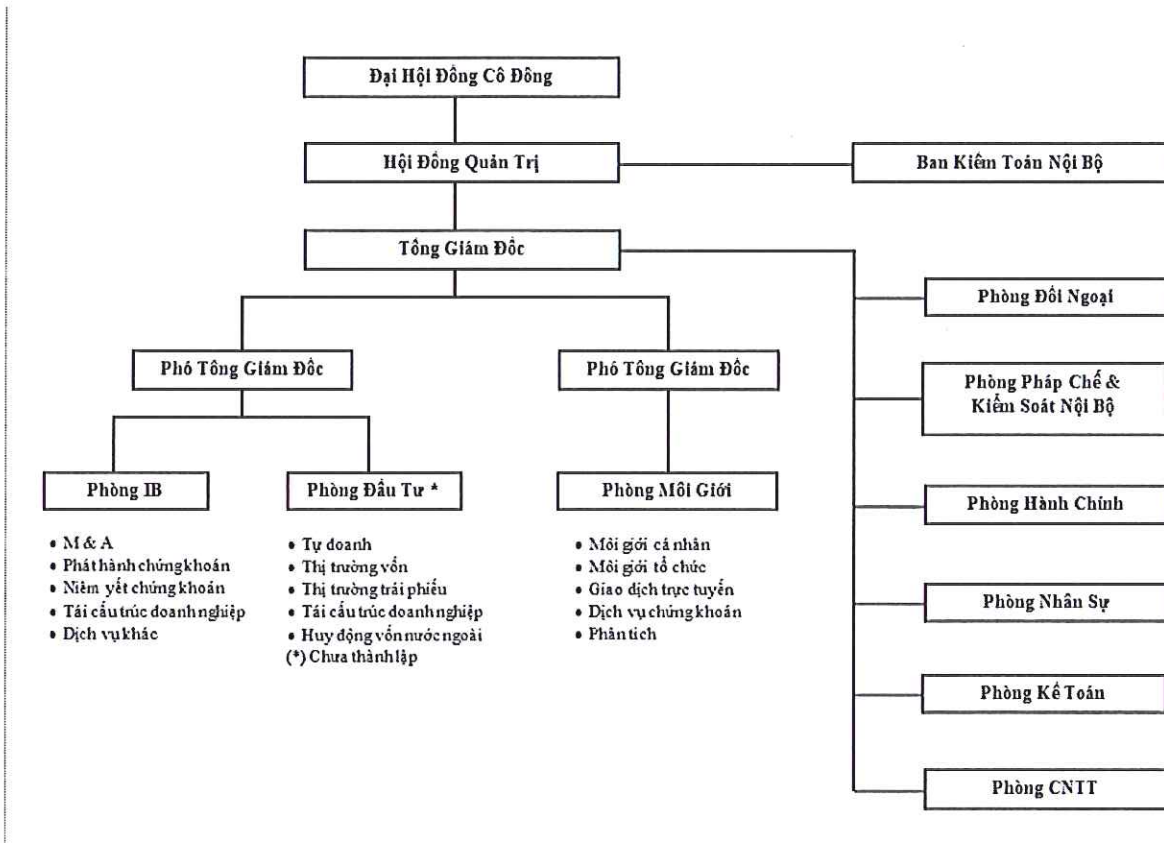 Đại Hội Đồng Cô Đông
Hội Đồng Quản Trị
Ban Kiểm Toán Nội Bộ
Tổng Giám Đốc
Phòng Đối Ngoại
Phó Tổng Giám Đốc
Phó Tổng Giám Đốc
Phòng Pháp Chế &
Kiểm Soát Nội Bộ
Phòng IB
Phòng Đầu Tư *
Phòng Môi Giới
Phòng Hành Chính
• M & A
• Phát hành chứng khoán
• Niêm yết chứng khoán
• Tái cấu trúc doanh nghiệp
• Dịch vụ khác
• Tự doanh
• Thị trường vốn
• Thị trường trái phiếu
• Tái cấu trúc doanh nghiệp
• Huy động vốn nước ngoài
(*) Chưa thành lập
• Môi giới cá nhân
• Môi giới tổ chức
• Giao dịch trực tuyến
• Dịch vụ chứng khoán
• Phân tích
Phòng Nhân Sự
Phòng Kế Toán
Phòng CNTT